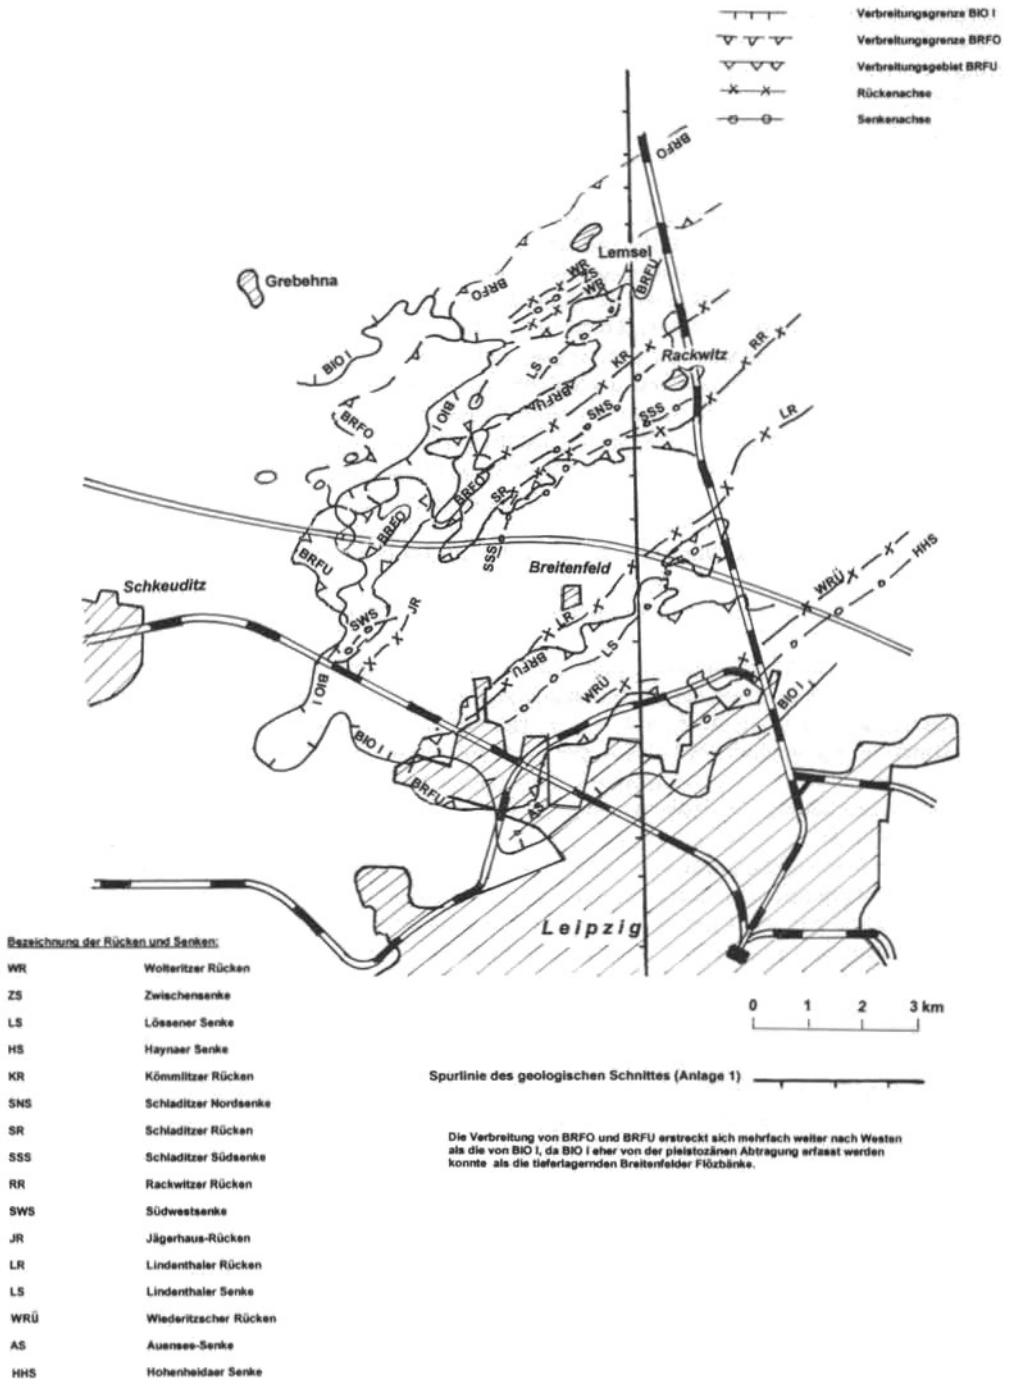 Verbreitungsgrenze BIO I
Verbreitungsgrenze BRFO
Verbreitungsgebiet BRFU
Rückenachse
Senkenachse
BRFO
Lemsel
WR
ZS
WR
BRFU
Grebehna
BRFO
BIO I
LS
KR
Rackwitz
RR
BRFU
BIO I
SNS
SSS
LR
BRFO
SR
BRFO
BRFO
BRFU
SSS
Breitenfeld
HHS
WRÜ
Schkeuditz
SWS
JR
LR
LS
BRFU
WRÜ
BIO I
BIO I
BIO I
BRFU
AS
Leipzig
Bezeichnung der Rücken und Senken:
WR Wolteritzer Rücken
ZS Zwischensenke
LS Lössener Senke
HS Haynaer Senke
KR Kömmlitzer Rücken
SNS Schladitzer Nordsenke
SR Schladitzer Rücken
SSS Schladitzer Südsenke
RR Rackwitzer Rücken
SWS Südwestsenke
JR Jägerhaus-Rücken
LR Lindenthaler Rücken
LS Lindenthaler Senke
WRÜ Wiederitzscher Rücken
AS Auensee-Senke
HHS Hohenheidaer Senke
0 1 2 3 km
Spurlinie des geologischen Schnittes (Anlage 1)
Die Verbreitung von BRFO und BRFU erstreckt sich mehrfach weiter nach Westen
als die von BIO I, da BIO I eher von der pleistozänen Abtragung erfasst werden
konnte als die tieferlagernden Breitenfelder Flözbänke.